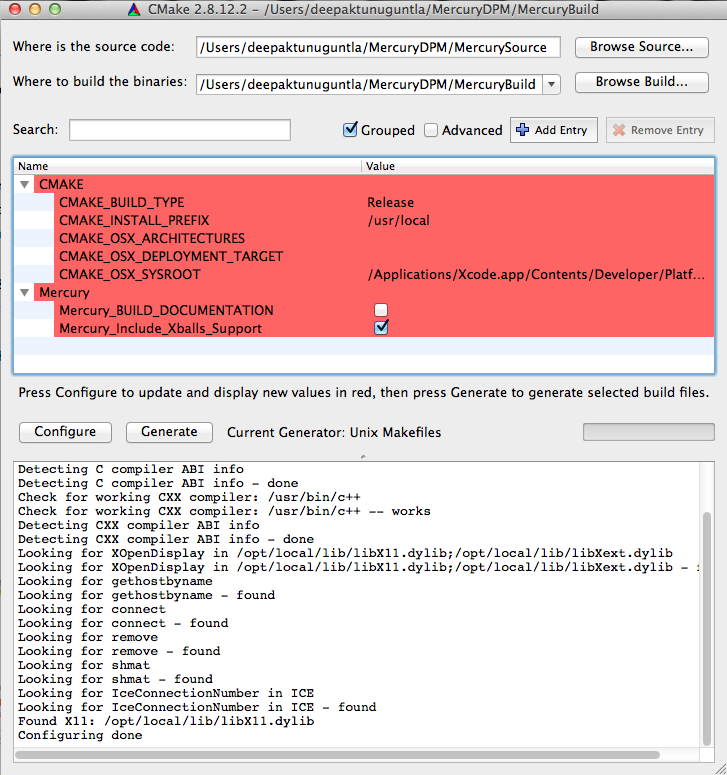 CMake 2.8.12.2 - /Users/deepaktunuguntla/MercuryDPM/MercuryBuild
Where is the source code: /Users/deepaktunuguntla/MercuryDPM/MercurySource Browse Source...
Where to build the binaries: /Users/deepaktunuguntla/MercuryDPM/MercuryBuild Browse Build...
Search: Grouped Advanced Add Entry Remove Entry
Name Value
CMAKE
CMAKE_BUILD_TYPE Release
CMAKE_INSTALL_PREFIX /usr/local
CMAKE_OSX_ARCHITECTURES
CMAKE_OSX_DEPLOYMENT_TARGET
CMAKE_OSX_SYSROOT /Applications/Xcode.app/Contents/Developer/Platf...
Mercury
Mercury_BUILD_DOCUMENTATION
Mercury_Include_Xballs_Support
Press Configure to update and display new values in red, then press Generate to generate selected build files.
Configure Generate Current Generator: Unix Makefiles
Detecting C compiler ABI info
Detecting C compiler ABI info - done
Check for working CXX compiler: /usr/bin/c++
Check for working CXX compiler: /usr/bin/c++ -- works
Detecting CXX compiler ABI info
Detecting CXX compiler ABI info - done
Looking for XOpenDisplay in /opt/local/lib/libX11.dylib;/opt/local/lib/libXext.dylib
Looking for XOpenDisplay in /opt/local/lib/libX11.dylib;/opt/local/lib/libXext.dylib -
Looking for gethostbyname
Looking for gethostbyname - found
Looking for connect
Looking for connect - found
Looking for remove
Looking for remove - found
Looking for shmat
Looking for shmat - found
Looking for IceConnectionNumber in ICE
Looking for IceConnectionNumber in ICE - found
Found X11: /opt/local/lib/libX11.dylib
Configuring done